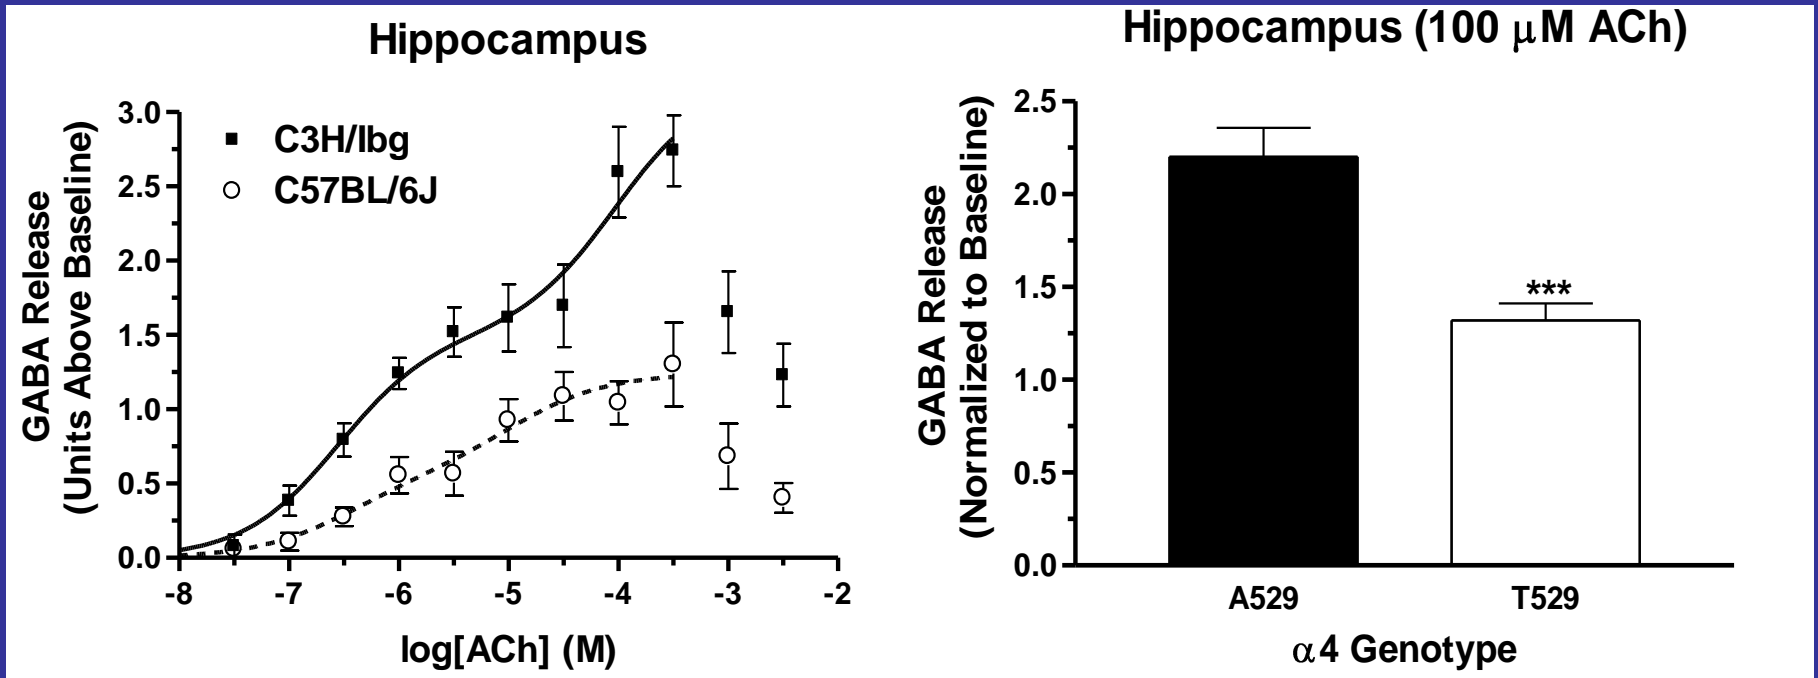 Hippocampus
GABA Release
(Units Above Baseline)
3.0
2.5
2.0
1.5
1.0
0.5
0.0
C3H/Ibg
C57BL/6J
-8 -7 -6 -5 -4 -3 -2
log[ACh] (M)
Hippocampus (100 μM ACh)
GABA Release
(Normalized to Baseline)
2.5
2.0
1.5
1.0
0.5
0.0
***
A529 T529
α4 Genotype